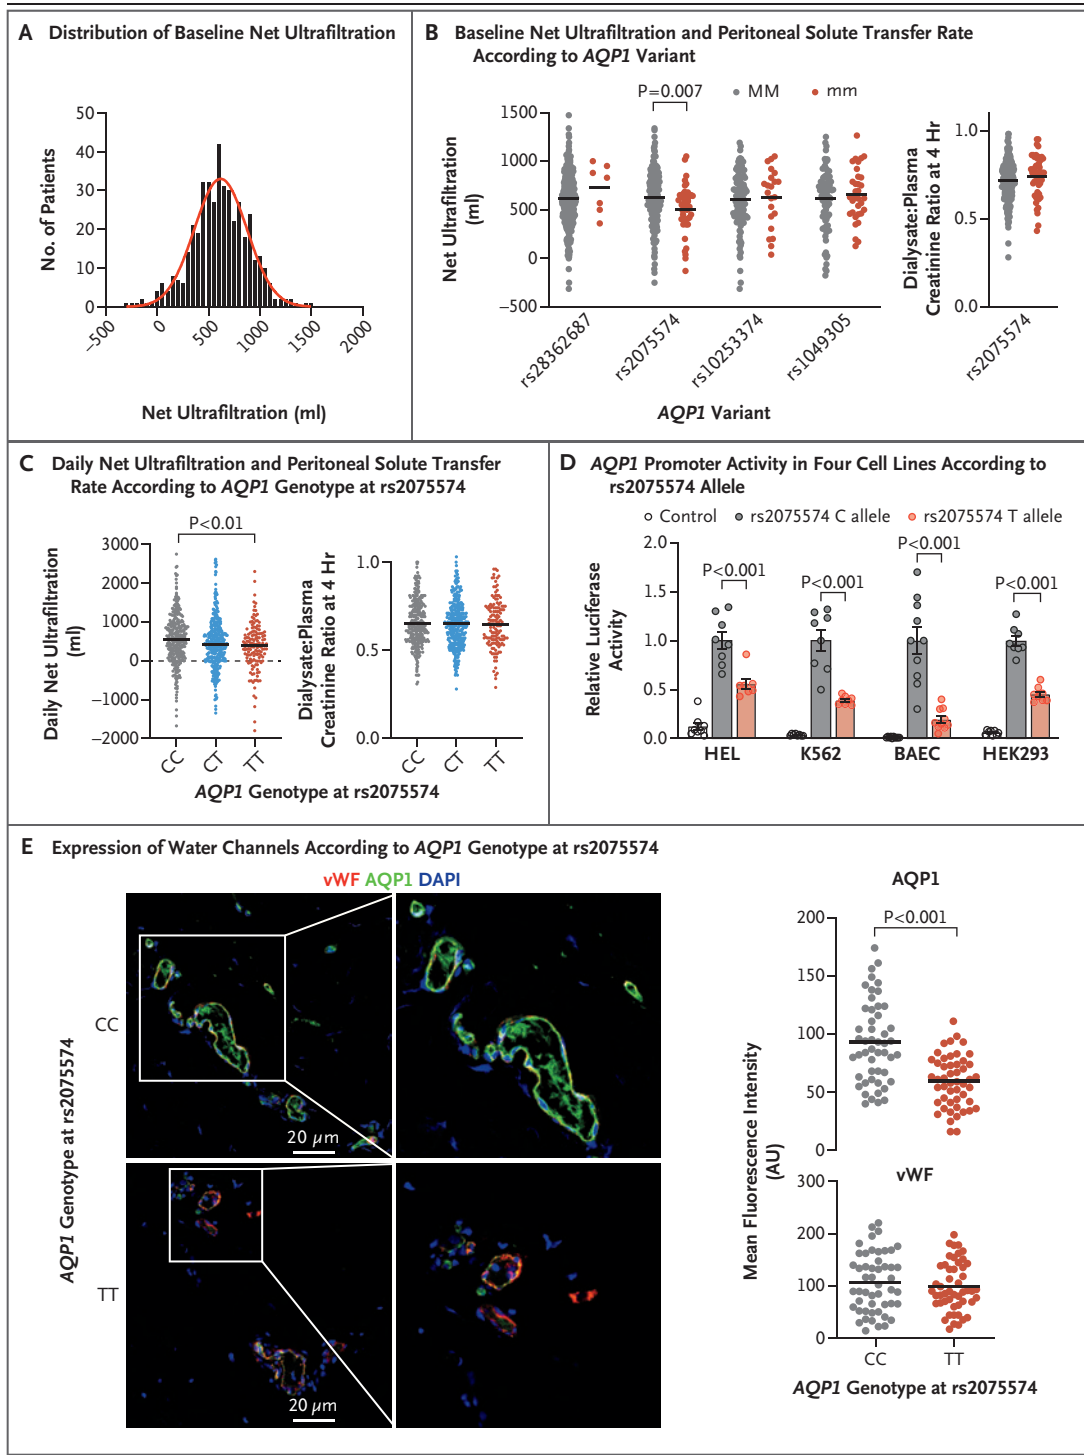 A Distribution of Baseline Net Ultrafiltration
No. of Patients
50
40
30
20
10
0
−500
0
500
1000
1500
2000
Net Ultrafiltration (ml)
B Baseline Net Ultrafiltration and Peritoneal Solute Transfer Rate
According to AQP1 Variant
P=0.007
MM
mm
Net Ultrafiltration
(ml)
1500
1000
500
0
−500
rs28362687
rs2075574
rs10253374
rs1049305
AQP1 Variant
Dialysate:Plasma
Creatinine Ratio at 4 Hr
1.0
0.5
0.0
rs2075574
C Daily Net Ultrafiltration and Peritoneal Solute Transfer
Rate According to AQP1 Genotype at rs2075574
P<0.01
Daily Net Ultrafiltration
(ml)
3000
2000
1000
0
−1000
−2000
CC
CT
TT
Dialysate:Plasma
Creatinine Ratio at 4 Hr
1.0
0.5
0.0
CC
CT
TT
AQP1 Genotype at rs2075574
D AQP1 Promoter Activity in Four Cell Lines According to
rs2075574 Allele
Control
rs2075574 C allele
rs2075574 T allele
Relative Luciferase
Activity
2.0
1.5
1.0
0.5
0.0
P<0.001
P<0.001
P<0.001
P<0.001
HEL
K562
BAEC
HEK293
E Expression of Water Channels According to AQP1 Genotype at rs2075574
vWF AQP1 DAPI
AQP1 Genotype at rs2075574
CC
20 µm
TT
20 µm
AQP1
P<0.001
Mean Fluorescence Intensity
(AU)
200
150
100
50
0
vWF
300
200
100
0
CC
TT
AQP1 Genotype at rs2075574